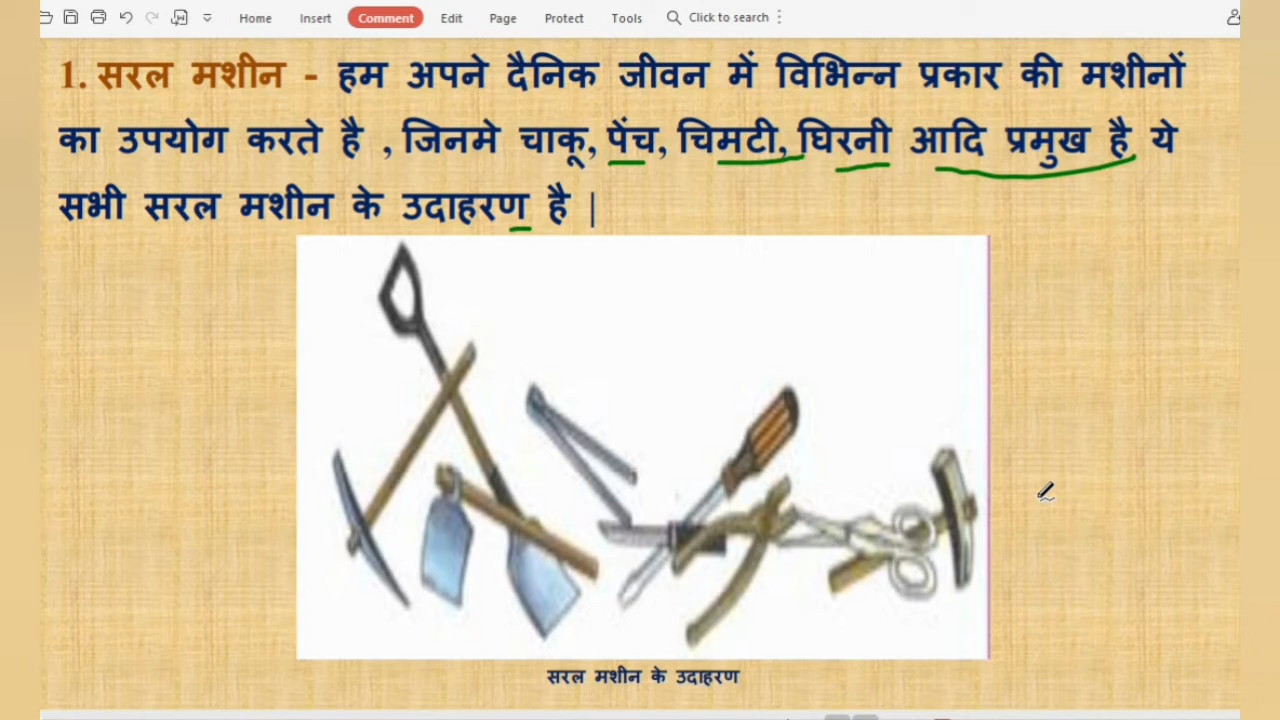 Home Insert Comment Edit Page Protect Tools Click to search
1. सरल मशीन - हम अपने दैनिक जीवन में विभिन्न प्रकार की मशीनों
का उपयोग करते है , जिनमे चाकू, पेंच, चिमटी, घिरनी आदि प्रमुख है ये
सभी सरल मशीन के उदाहरण है |
सरल मशीन के उदाहरण